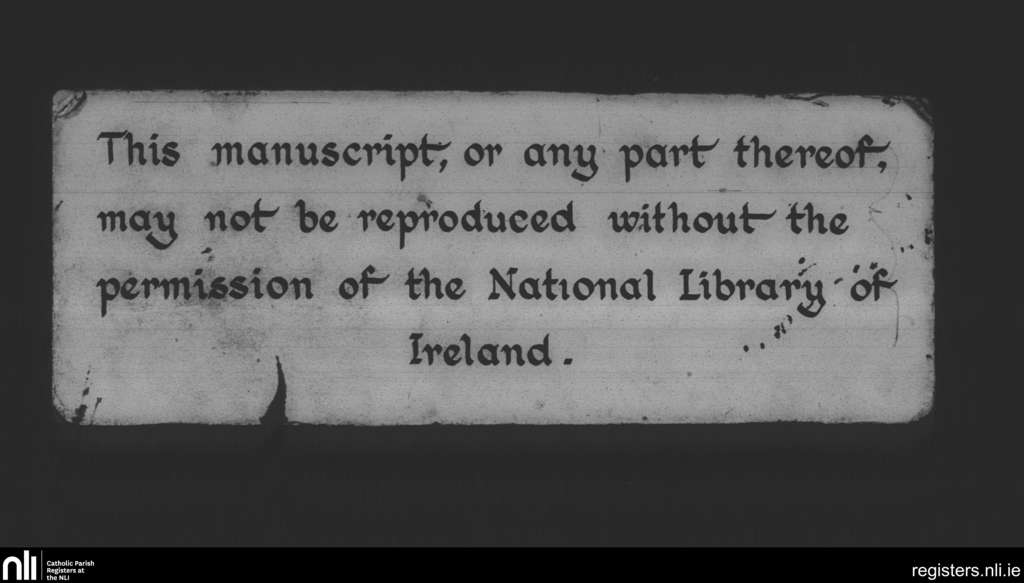 This manuscript, or any part thereof,
may not be reproduced without the
permission of the National Library of
Ireland.
nli
Catholic Parish
Registers at
the NLI
registers.nli.ie